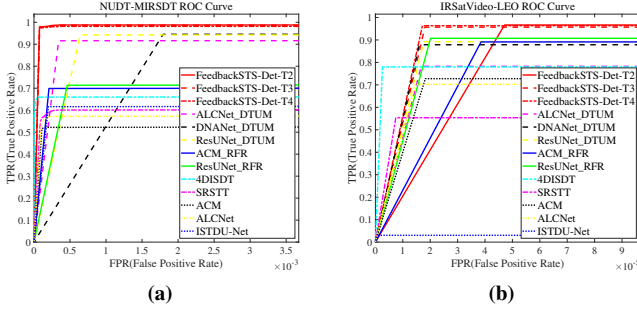 NUDT-MIRSDT ROC Curve
TPR(True Positive Rate)
1
0.9
0.8
0.7
0.6
0.5
0.4
0.3
0.2
0.1
0
FeedbackSTS-Det-T2
FeedbackSTS-Det-T3
FeedbackSTS-Det-T4
ALCNet_DTUM
DNANet_DTUM
ResUNet_DTUM
ACM_RFR
ResUNet_RFR
4DISDT
SRSTT
ACM
ALCNet
ISTDU-Net
0 0.5 1 1.5 2 2.5 3 3.5
FPR(False Positive Rate) ×10⁻³
(a)
IRSatVideo-LEO ROC Curve
TPR(True Positive Rate)
1
0.9
0.8
0.7
0.6
0.5
0.4
0.3
0.2
0.1
0
FeedbackSTS-Det-T2
FeedbackSTS-Det-T3
FeedbackSTS-Det-T4
ALCNet_DTUM
DNANet_DTUM
ResUNet_DTUM
ACM_RFR
ResUNet_RFR
4DISDT
SRSTT
ACM
ALCNet
ISTDU-Net
0 1 2 3 4 5 6 7 8 9
FPR(False Positive Rate)
(b)